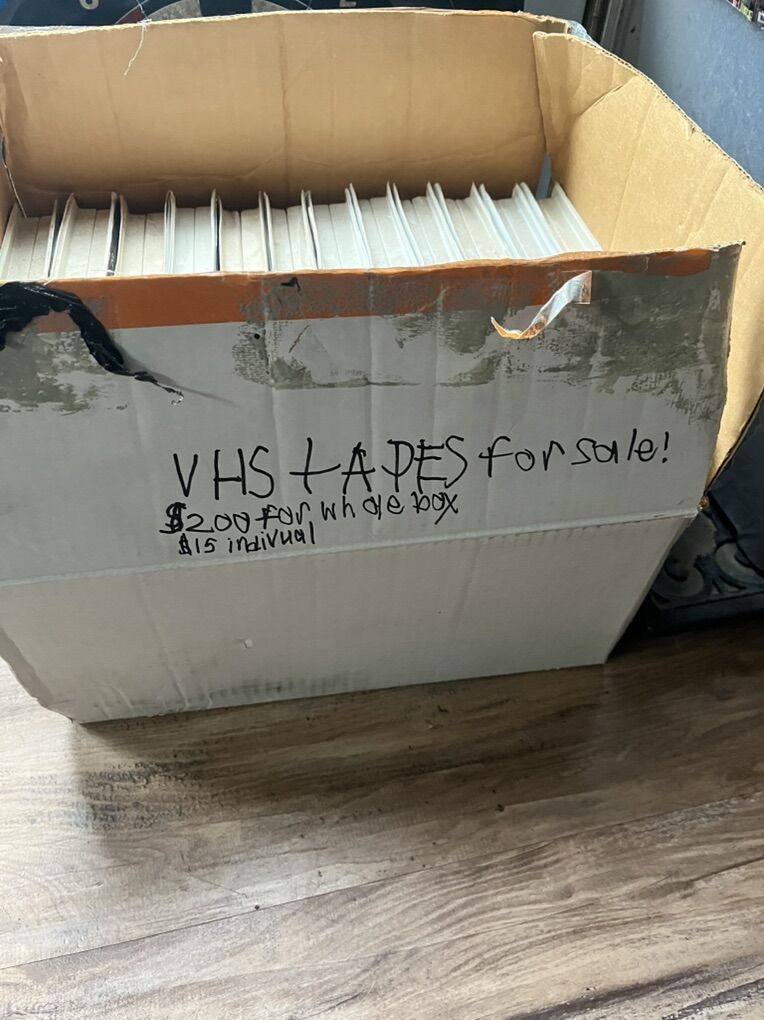 VHS tAPES for sale!
$200 for whole box
$15 indivual